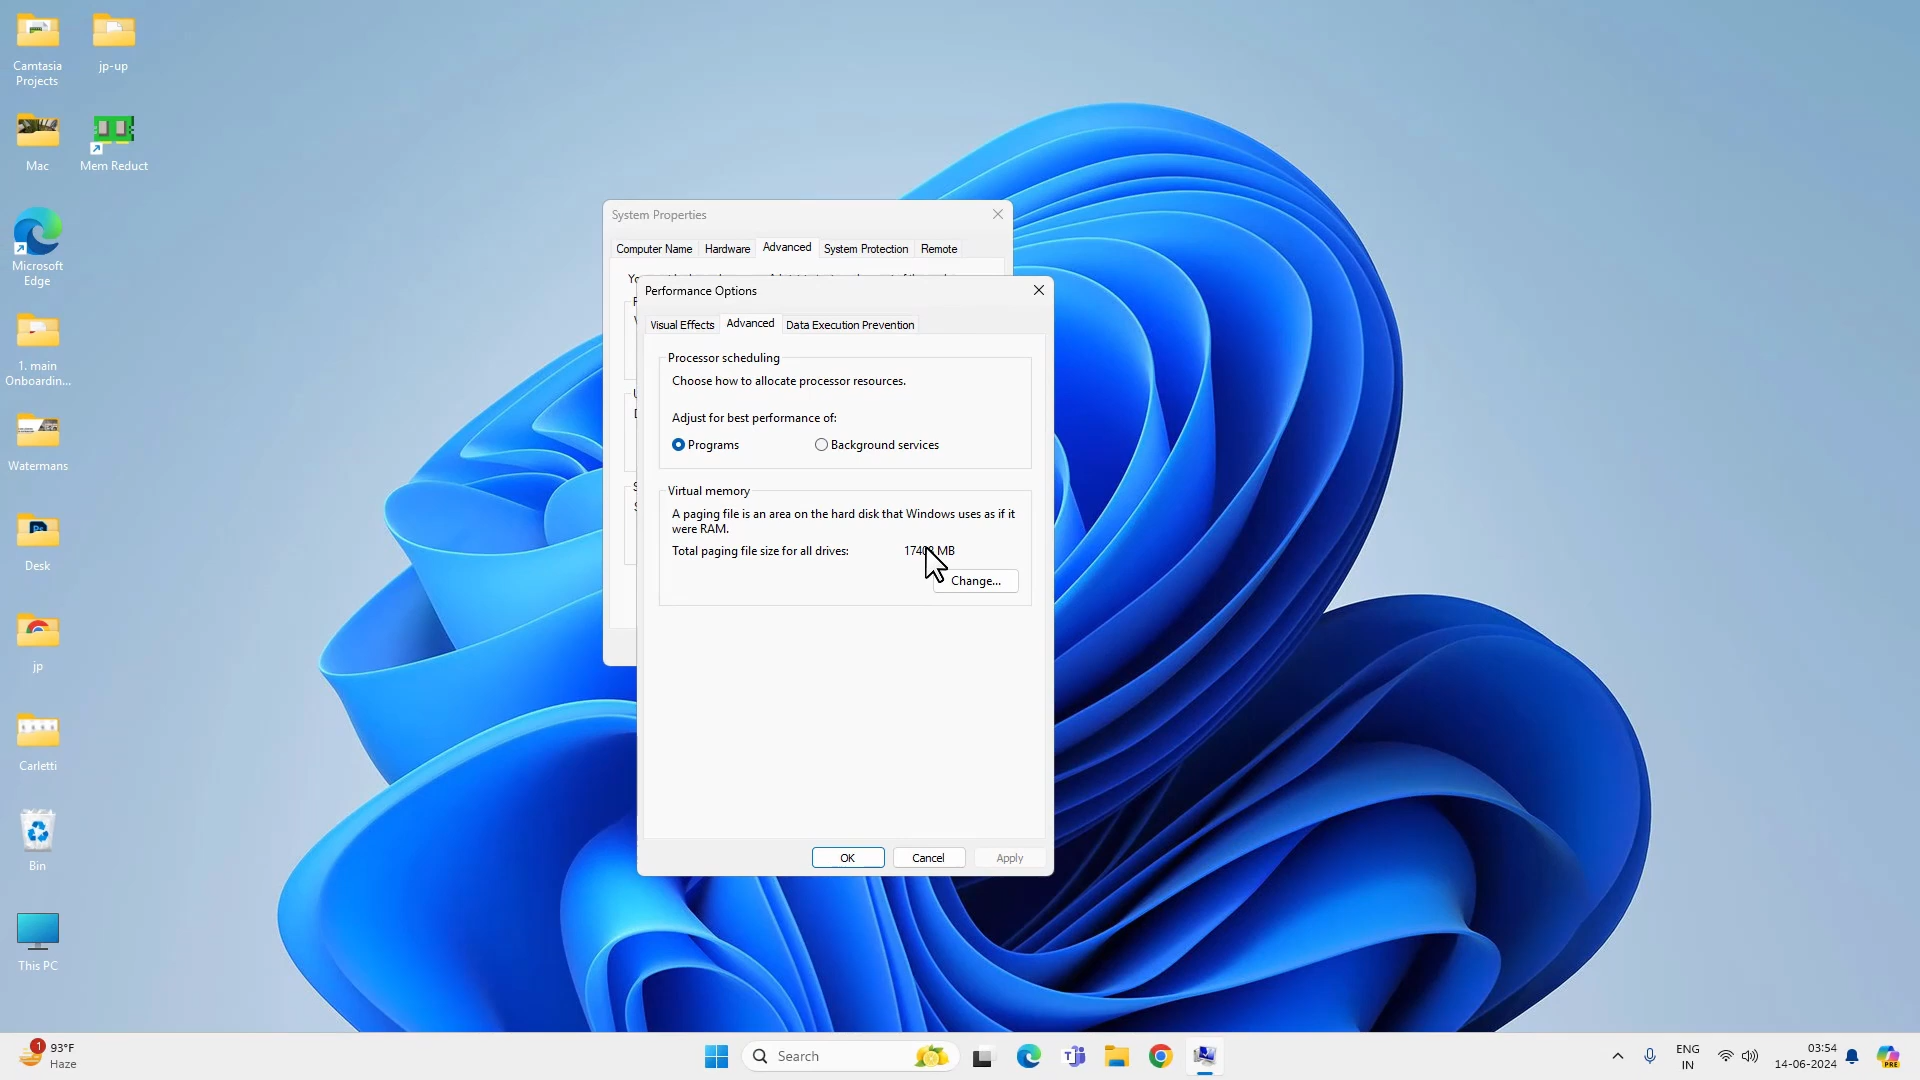 Camtasia
Projects
jp-up
Mac
Mem Reduct
Microsoft
Edge
1. main
Onboardin...
Watermans
Desk
jp
Carletti
Bin
This PC
System Properties
Computer Name
Hardware
Advanced
System Protection
Remote
Performance Options
Visual Effects
Advanced
Data Execution Prevention
Processor scheduling
Choose how to allocate processor resources.
Adjust for best performance of:
Programs
Background services
Virtual memory
A paging file is an area on the hard disk that Windows uses as if it
were RAM.
Total paging file size for all drives:
MB
Change...
OK
Cancel
Apply
1
93°F
Haze
Search
ENG
IN
03:54
14-06-2024
PRE